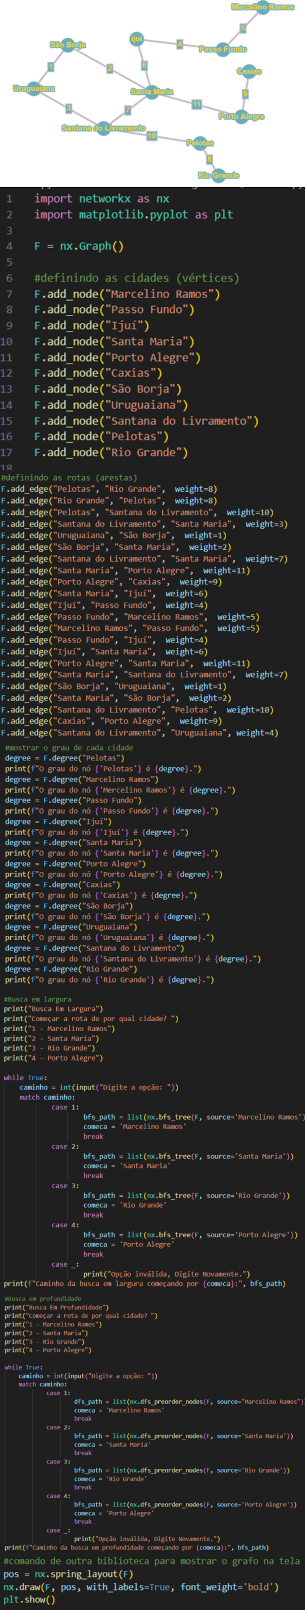 Marcelino Ramos
5
Ijuí
São Borja
4
Passo Fundo
1
2
6
Caxias
Uruguaiana
Santa Maria
9
11
7
Porto Alegre
Santana do Livramento
10
Pelotas
8
Rio Grande
1 import networkx as nx
2 import matplotlib.pyplot as plt
3
4 F = nx.Graph()
5
6 #definindo as cidades (vértices)
7 F.add_node("Marcelino Ramos")
8 F.add_node("Passo Fundo")
9 F.add_node("Ijuí")
10 F.add_node("Santa Maria")
11 F.add_node("Porto Alegre")
12 F.add_node("Caxias")
13 F.add_node("São Borja")
14 F.add_node("Uruguaiana")
15 F.add_node("Santana do Livramento")
16 F.add_node("Pelotas")
17 F.add_node("Rio Grande")
18
#definindo as rotas (arestas)
F.add_edge("Pelotas", "Rio Grande", weight=8)
F.add_edge("Rio Grande", "Pelotas", weight=8)
F.add_edge("Pelotas", "Santana do Livramento", weight=10)
F.add_edge("Santana do Livramento", "Santa Maria", weight=3)
F.add_edge("Uruguaiana", "São Borja", weight=1)
F.add_edge("São Borja", "Santa Maria", weight=2)
F.add_edge("Santana do Livramento", "Santa Maria", weight=7)
F.add_edge("Santa Maria", "Porto Alegre", weight=11)
F.add_edge("Porto Alegre", "Caxias", weight=9)
F.add_edge("Santa Maria", "Ijuí", weight=6)
F.add_edge("Ijuí", "Passo Fundo", weight=4)
F.add_edge("Passo Fundo", "Marcelino Ramos", weight=5)
F.add_edge("Marcelino Ramos", "Passo Fundo", weight=5)
F.add_edge("Passo Fundo", "Ijuí", weight=4)
F.add_edge("Ijuí", "Santa Maria", weight=6)
F.add_edge("Porto Alegre", "Santa Maria", weight=11)
F.add_edge("Santa Maria", "Santana do Livramento", weight=7)
F.add_edge("São Borja", "Uruguaiana", weight=1)
F.add_edge("Santa Maria", "São Borja", weight=2)
F.add_edge("Santana do Livramento", "Pelotas", weight=10)
F.add_edge("Caxias", "Porto Alegre", weight=9)
F.add_edge("Santana do Livramento", "Uruguaiana", weight=4)
#mostrar o grau de cada cidade
degree = F.degree("Pelotas")
print(f"O grau do nó {'Pelotas'} é {degree}.")
degree = F.degree("Marcelino Ramos")
print(f"O grau do nó {'Mercelino Ramos'} é {degree}.")
degree = F.degree("Passo Fundo")
print(f"O grau do nó {'Passo Fundo'} é {degree}.")
degree = F.degree("Ijuí")
print(f"O grau do nó {'Ijuí'} é {degree}.")
degree = F.degree("Santa Maria")
print(f"O grau do nó {'Santa Maria'} é {degree}.")
degree = F.degree("Porto Alegre")
print(f"O grau do nó {'Porto Alegre'} é {degree}.")
degree = F.degree("Caxias")
print(f"O grau do nó {'Caxias'} é {degree}.")
degree = F.degree("São Borja")
print(f"O grau do nó {'São Borja'} é {degree}.")
degree = F.degree("Uruguaiana")
print(f"O grau do nó {'Uruguaiana'} é {degree}.")
degree = F.degree("Santana do Livramento")
print(f"O grau do nó {'Santana do Livramento'} é {degree}.")
degree = F.degree("Rio Grande")
print(f"O grau do nó {'Rio Grande'} é {degree}.")
#Busca em largura
print("Busca Em Largura")
print("Começar a rota de por qual cidade? ")
print("1 - Marcelino Ramos")
print("2 - Santa Maria")
print("3 - Rio Grande")
print("4 - Porto Alegre")
while True:
caminho = int(input("Digite a opção: "))
match caminho:
case 1:
bfs_path = list(nx.bfs_tree(F, source='Marcelino Ramos'))
comeca = 'Marcelino Ramos'
break
case 2:
bfs_path = list(nx.bfs_tree(F, source='Santa Maria'))
comeca = 'Santa Maria'
break
case 3:
bfs_path = list(nx.bfs_tree(F, source='Rio Grande'))
comeca = 'Rio Grande'
break
case 4:
bfs_path = list(nx.bfs_tree(F, source='Porto Alegre'))
comeca = 'Porto Alegre'
break
case _:
print("Opção inválida, Digite Novamente.")
print(f"Caminho da busca em largura começando por {comeca}:", bfs_path)
#Busca em profundidade
print("Busca Em Profundidade")
print("Começar a rota de por qual cidade? ")
print("1 - Marcelino Ramos")
print("2 - Santa Maria")
print("3 - Rio Grande")
print("4 - Porto Alegre")
while True:
caminho = int(input("Digite a opção: "))
match caminho:
case 1:
dfs_path = list(nx.dfs_preorder_nodes(F, source="Marcelino Ramos"))
comeca = 'Marcelino Ramos'
break
case 2:
dfs_path = list(nx.dfs_preorder_nodes(F, source='Santa Maria'))
comeca = 'Santa Maria'
break
case 3:
dfs_path = list(nx.dfs_preorder_nodes(F, source='Rio Grande'))
comeca = 'Rio Grande'
break
case 4:
dfs_path = list(nx.dfs_preorder_nodes(F, source='Porto Alegre'))
comeca = 'Porto Alegre'
break
case _:
print("Opção inválida, Digite Novamente.")
print(f"Caminho da busca em profundidade começando por {comeca}:", bfs_path)
#comando de outra biblioteca para mostrar o grafo na tela
pos = nx.spring_layout(F)
nx.draw(F, pos, with_labels=True, font_weight='bold')
plt.show()